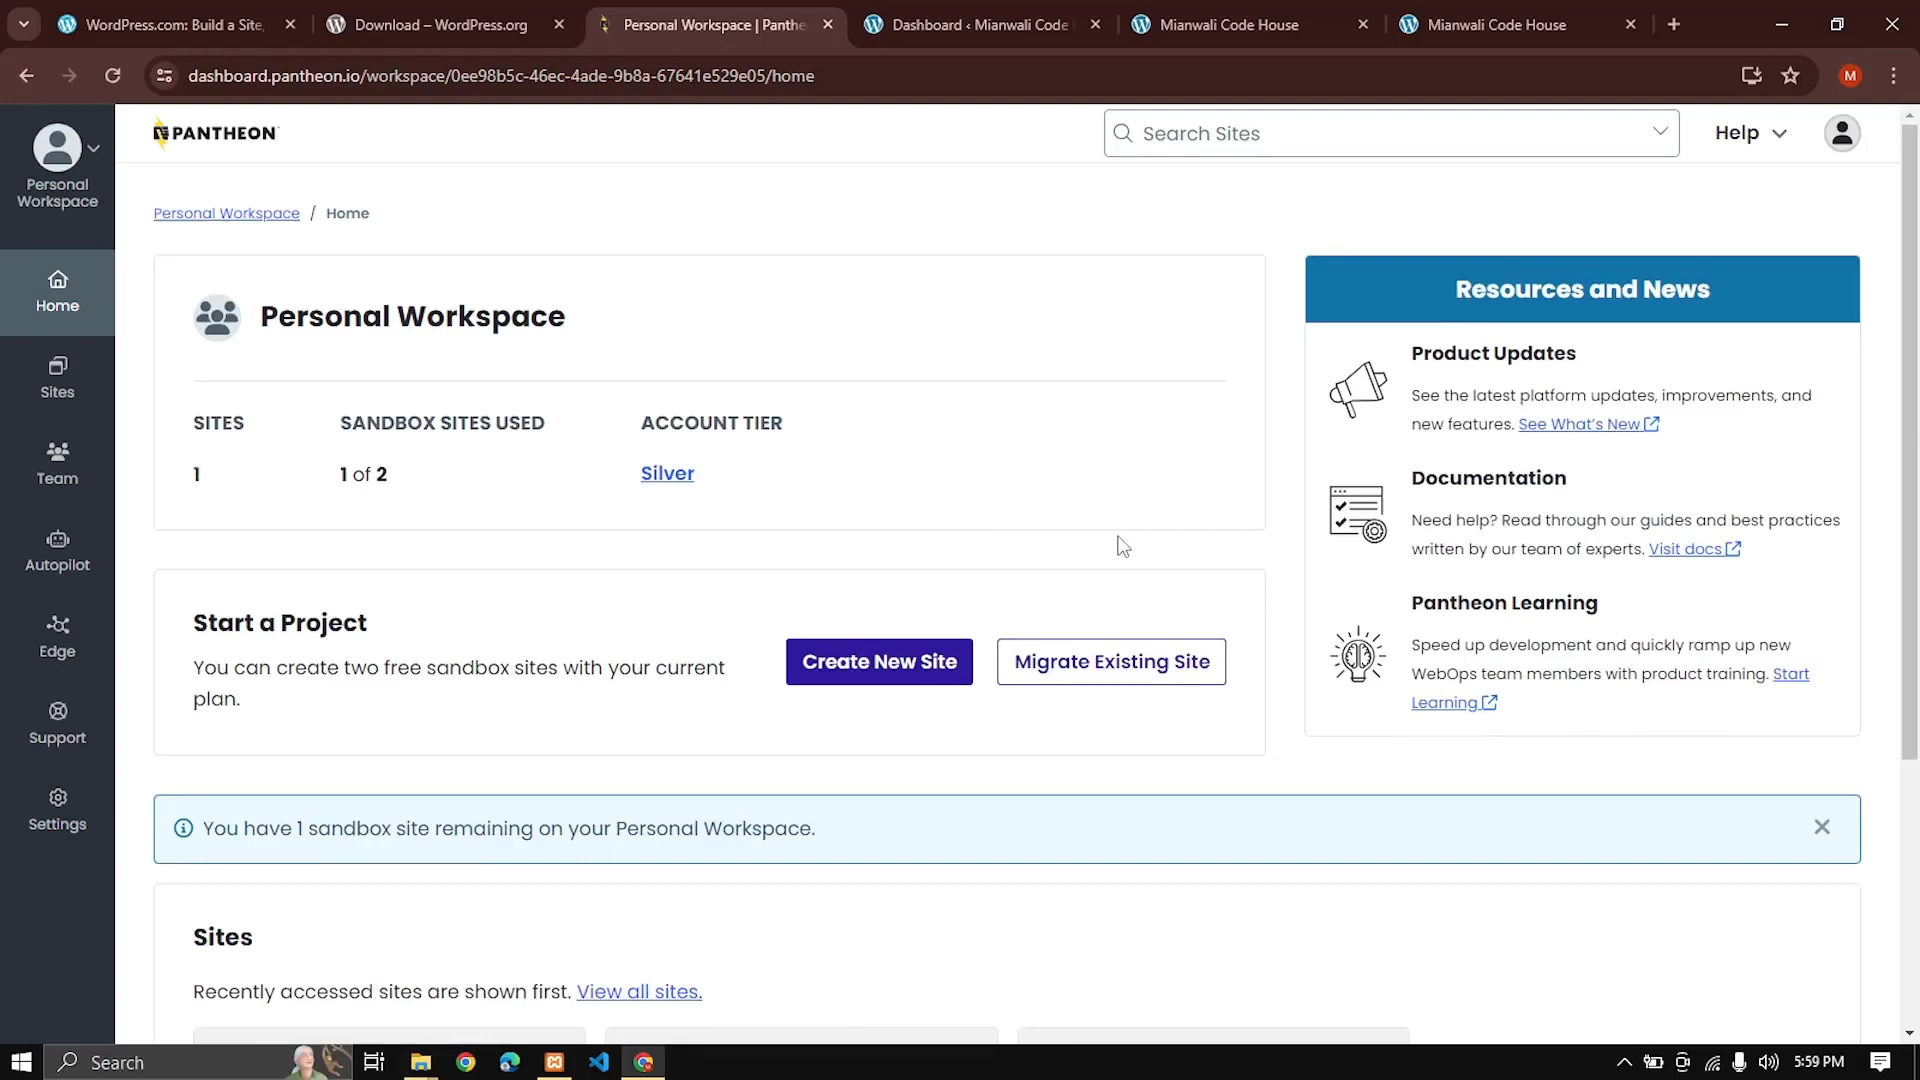 WordPress.com: Build a Site,
Download – WordPress.org
Personal Workspace | Panthe
Dashboard ‹ Mianwali Code
Mianwali Code House
Mianwali Code House
dashboard.pantheon.io/workspace/0ee98b5c-46ec-4ade-9b8a-67641e529e05/home
M
Personal
Workspace
PANTHEON
Search Sites
Help
Personal Workspace / Home
Home
Sites
Team
Autopilot
Edge
Support
Settings
Personal Workspace
SITES
SANDBOX SITES USED
ACCOUNT TIER
1
1 of 2
Silver
Start a Project
You can create two free sandbox sites with your current
plan.
Create New Site
Migrate Existing Site
Resources and News
Product Updates
See the latest platform updates, improvements, and
new features. See What's New
Documentation
Need help? Read through our guides and best practices
written by our team of experts. Visit docs
Pantheon Learning
Speed up development and quickly ramp up new
WebOps team members with product training. Start
Learning
You have 1 sandbox site remaining on your Personal Workspace.
Sites
Recently accessed sites are shown first. View all sites.
Search
5:59 PM